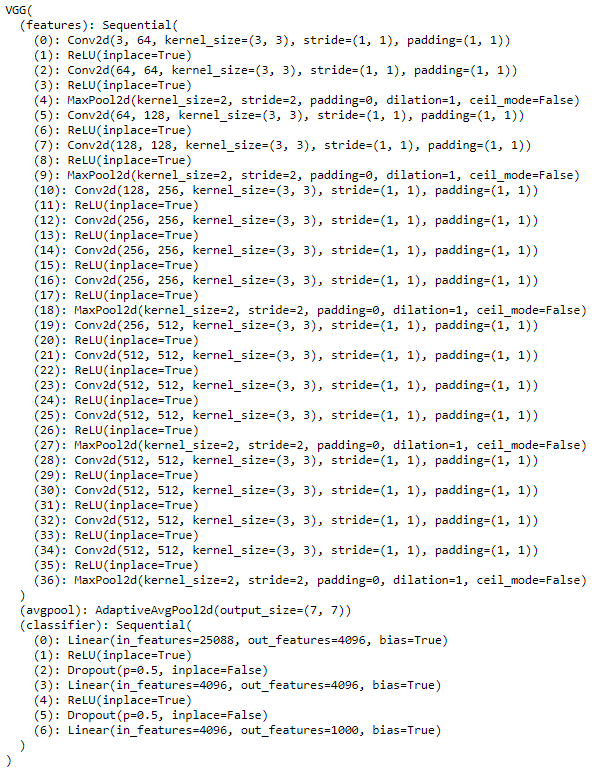 VGG(
  (features): Sequential(
    (0): Conv2d(3, 64, kernel_size=(3, 3), stride=(1, 1), padding=(1, 1))
    (1): ReLU(inplace=True)
    (2): Conv2d(64, 64, kernel_size=(3, 3), stride=(1, 1), padding=(1, 1))
    (3): ReLU(inplace=True)
    (4): MaxPool2d(kernel_size=2, stride=2, padding=0, dilation=1, ceil_mode=False)
    (5): Conv2d(64, 128, kernel_size=(3, 3), stride=(1, 1), padding=(1, 1))
    (6): ReLU(inplace=True)
    (7): Conv2d(128, 128, kernel_size=(3, 3), stride=(1, 1), padding=(1, 1))
    (8): ReLU(inplace=True)
    (9): MaxPool2d(kernel_size=2, stride=2, padding=0, dilation=1, ceil_mode=False)
    (10): Conv2d(128, 256, kernel_size=(3, 3), stride=(1, 1), padding=(1, 1))
    (11): ReLU(inplace=True)
    (12): Conv2d(256, 256, kernel_size=(3, 3), stride=(1, 1), padding=(1, 1))
    (13): ReLU(inplace=True)
    (14): Conv2d(256, 256, kernel_size=(3, 3), stride=(1, 1), padding=(1, 1))
    (15): ReLU(inplace=True)
    (16): Conv2d(256, 256, kernel_size=(3, 3), stride=(1, 1), padding=(1, 1))
    (17): ReLU(inplace=True)
    (18): MaxPool2d(kernel_size=2, stride=2, padding=0, dilation=1, ceil_mode=False)
    (19): Conv2d(256, 512, kernel_size=(3, 3), stride=(1, 1), padding=(1, 1))
    (20): ReLU(inplace=True)
    (21): Conv2d(512, 512, kernel_size=(3, 3), stride=(1, 1), padding=(1, 1))
    (22): ReLU(inplace=True)
    (23): Conv2d(512, 512, kernel_size=(3, 3), stride=(1, 1), padding=(1, 1))
    (24): ReLU(inplace=True)
    (25): Conv2d(512, 512, kernel_size=(3, 3), stride=(1, 1), padding=(1, 1))
    (26): ReLU(inplace=True)
    (27): MaxPool2d(kernel_size=2, stride=2, padding=0, dilation=1, ceil_mode=False)
    (28): Conv2d(512, 512, kernel_size=(3, 3), stride=(1, 1), padding=(1, 1))
    (29): ReLU(inplace=True)
    (30): Conv2d(512, 512, kernel_size=(3, 3), stride=(1, 1), padding=(1, 1))
    (31): ReLU(inplace=True)
    (32): Conv2d(512, 512, kernel_size=(3, 3), stride=(1, 1), padding=(1, 1))
    (33): ReLU(inplace=True)
    (34): Conv2d(512, 512, kernel_size=(3, 3), stride=(1, 1), padding=(1, 1))
    (35): ReLU(inplace=True)
    (36): MaxPool2d(kernel_size=2, stride=2, padding=0, dilation=1, ceil_mode=False)
  )
  (avgpool): AdaptiveAvgPool2d(output_size=(7, 7))
  (classifier): Sequential(
    (0): Linear(in_features=25088, out_features=4096, bias=True)
    (1): ReLU(inplace=True)
    (2): Dropout(p=0.5, inplace=False)
    (3): Linear(in_features=4096, out_features=4096, bias=True)
    (4): ReLU(inplace=True)
    (5): Dropout(p=0.5, inplace=False)
    (6): Linear(in_features=4096, out_features=1000, bias=True)
  )
)